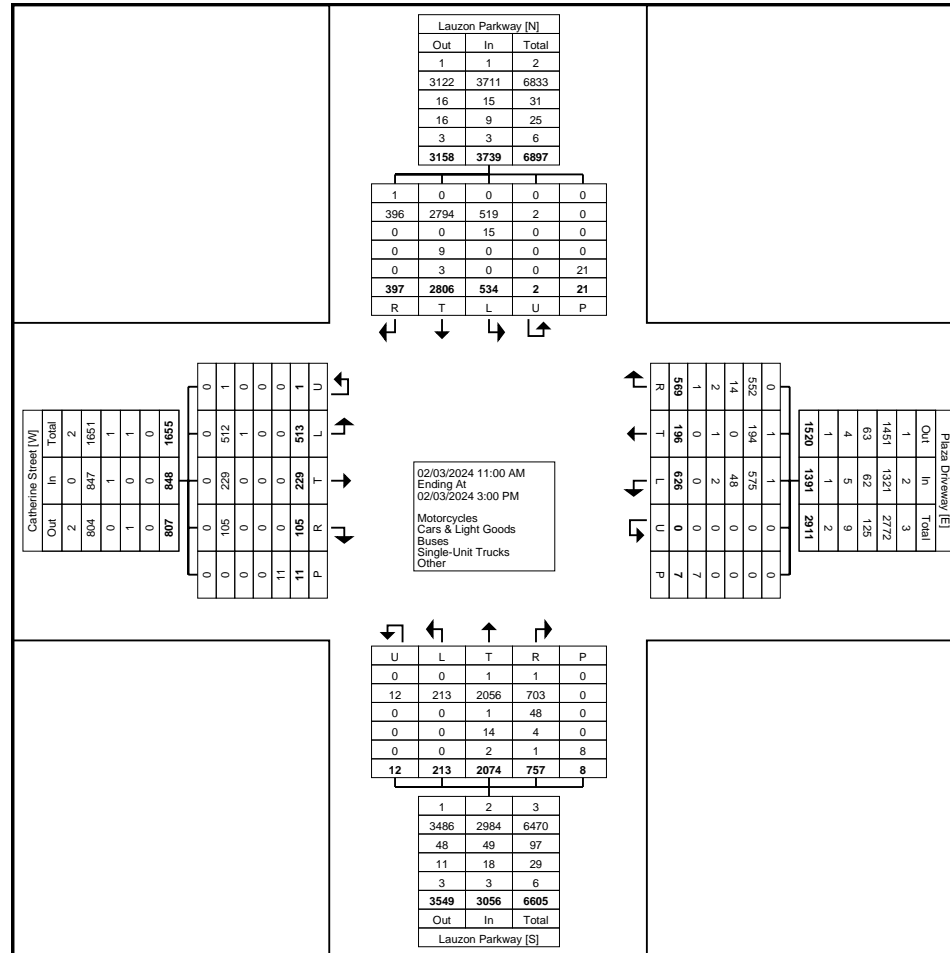 Lauzon Parkway [N]
Out In Total
1 1 2
3122 3711 6833
16 15 31
16 9 25
3 3 6
3158 3739 6897
1 0 0 0 0
396 2794 519 2 0
0 0 15 0 0
0 9 0 0 0
0 3 0 0 21
397 2806 534 2 21
R T L U P
Catherine Street [W]
Out In Total
2 0 2
804 847 1651
0 1 1
1 0 1
0 0 0
807 848 1655
0 0 0 0 0
0 105 229 512 1
0 0 0 1 0
0 0 0 0 0
11 0 0 0 0
11 105 229 513 1
P R T L U
02/03/2024 11:00 AM
Ending At
02/03/2024 3:00 PM
Motorcycles
Cars & Light Goods
Buses
Single-Unit Trucks
Other
Plaza Driveway [E]
Out In Total
1 2 3
1451 1321 2772
63 62 125
4 5 9
1 1 2
1520 1391 2911
0 1 1 0 0
552 194 575 0 0
14 0 48 0 0
2 1 2 0 0
1 0 0 0 7
569 196 626 0 7
R T L U P
U L T R P
0 0 1 1 0
12 213 2056 703 0
0 0 1 48 0
0 0 14 4 0
0 0 2 1 8
12 213 2074 757 8
1 2 3
3486 2984 6470
48 49 97
11 18 29
3 3 6
3549 3056 6605
Out In Total
Lauzon Parkway [S]